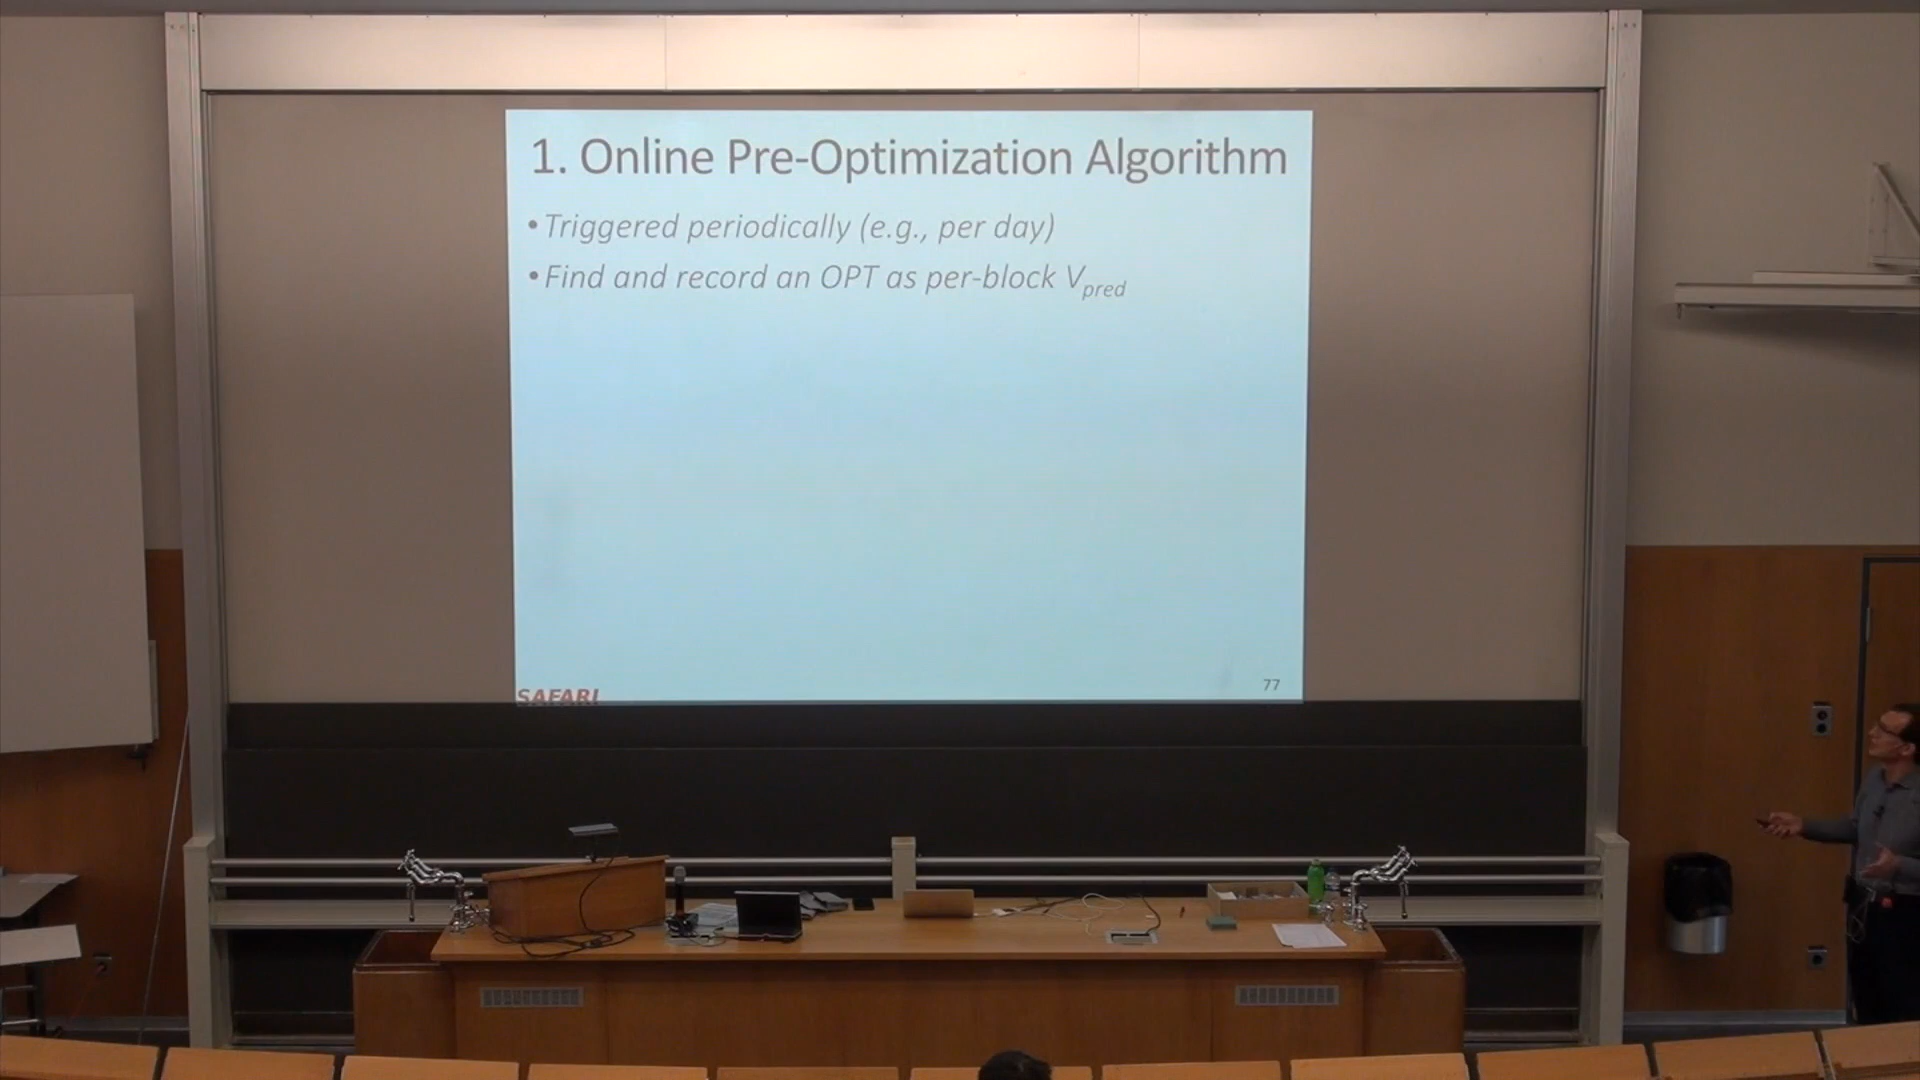 1. Online Pre-Optimization Algorithm
• Triggered periodically (e.g., per day)
• Find and record an OPT as per-block Vpred
SAFARI
77